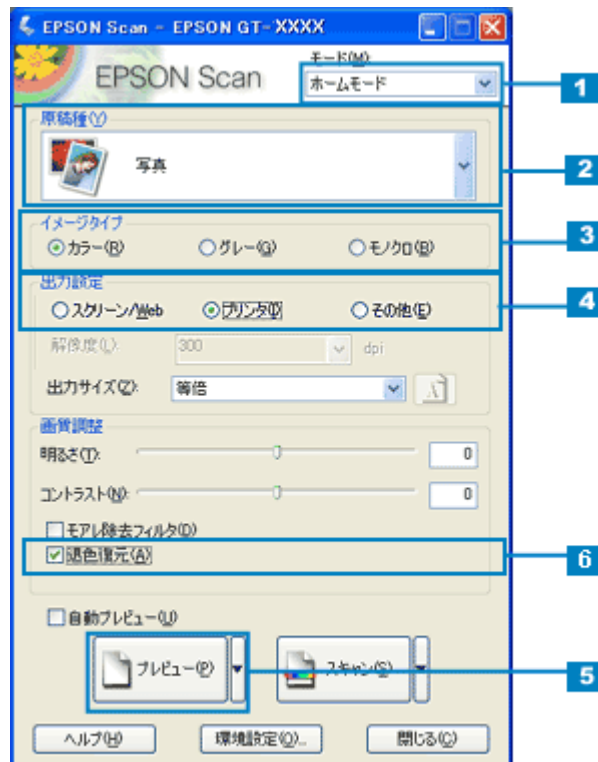 EPSON Scan - EPSON GT-XXXX
EPSON Scan
モード(M):
ホームモード
1
原稿種(Y)
写真
2
イメージタイプ
カラー(R) グレー(G) モノクロ(B)
3
出力設定
スクリーン/Web プリンタ(I) その他(E)
4
解像度(L): 300 dpi
出力サイズ(Z): 等倍
画質調整
明るさ(T): 0
コントラスト(N): 0
モアレ除去フィルタ(O)
退色復元(A)
6
自動プレビュー(U)
プレビュー(P) スキャン(S)
5
ヘルプ(H) 環境設定(O)... 閉じる(C)